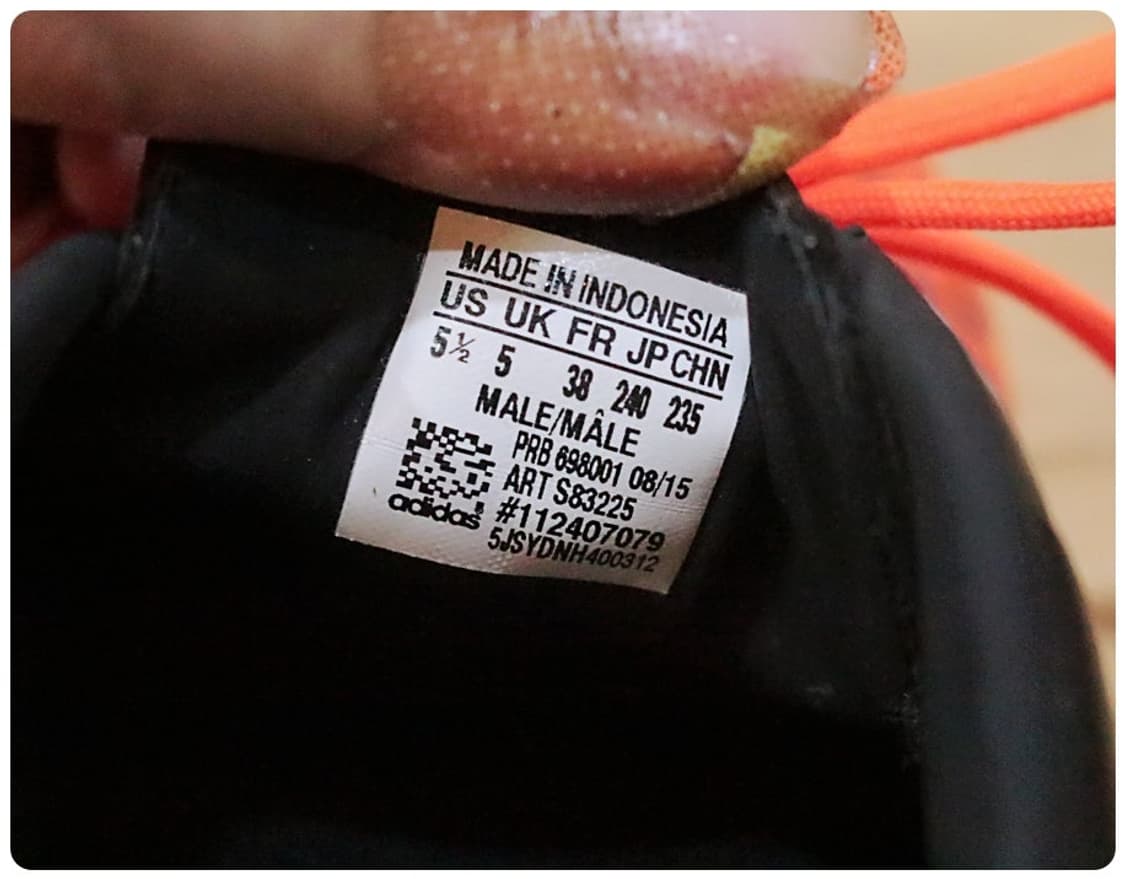 MADE IN INDONESIA
US UK FR JP CHN
5½ 5 38 240 235
MALE/MÂLE
PRB 698001 08/15
ART S83225
#112407079
adidas
5JSYDNH400312